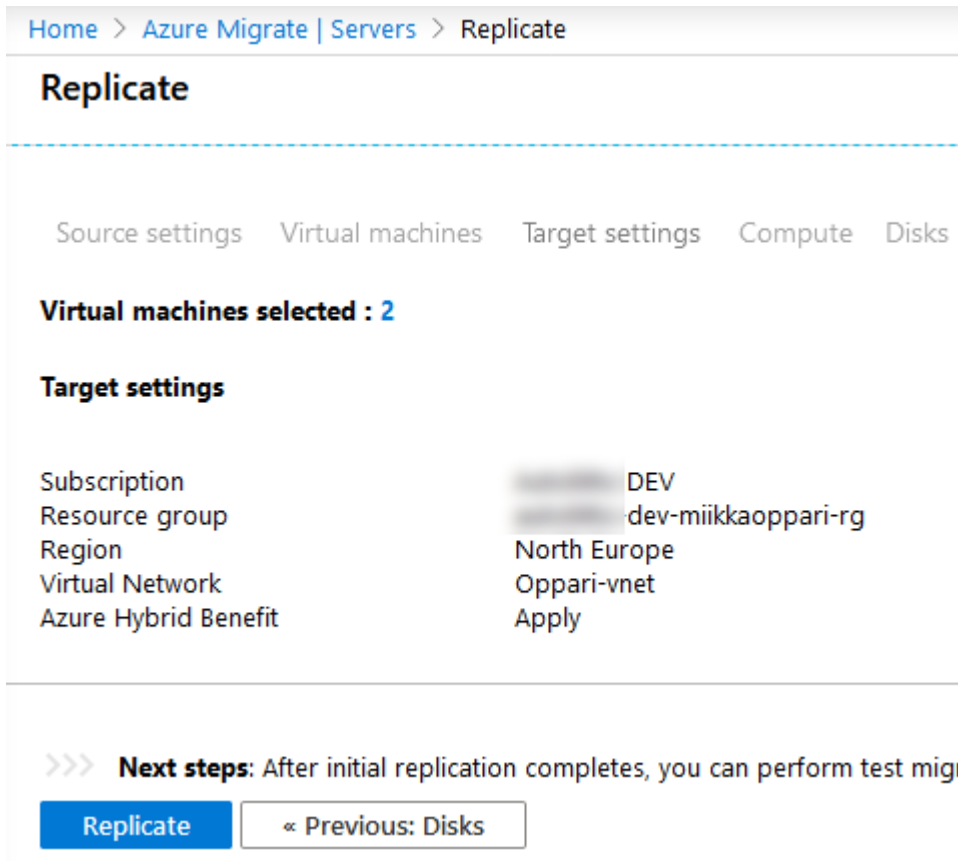 Home > Azure Migrate | Servers > Replicate
Replicate
Source settings Virtual machines Target settings Compute Disks
Virtual machines selected : 2
Target settings
Subscription DEV
Resource group -dev-miikkaoppari-rg
Region North Europe
Virtual Network Oppari-vnet
Azure Hybrid Benefit Apply
>>> Next steps: After initial replication completes, you can perform test
Replicate « Previous: Disks